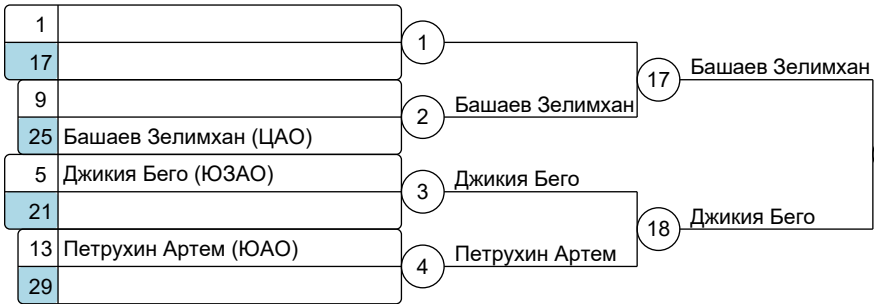 1
17
1
9
25 Башаев Зелимхан (ЦАО)
2
Башаев Зелимхан
17
Башаев Зелимхан
5 Джикия Бего (ЮЗАО)
21
3
Джикия Бего
13 Петрухин Артем (ЮАО)
29
4
Петрухин Артем
18
Джикия Бего